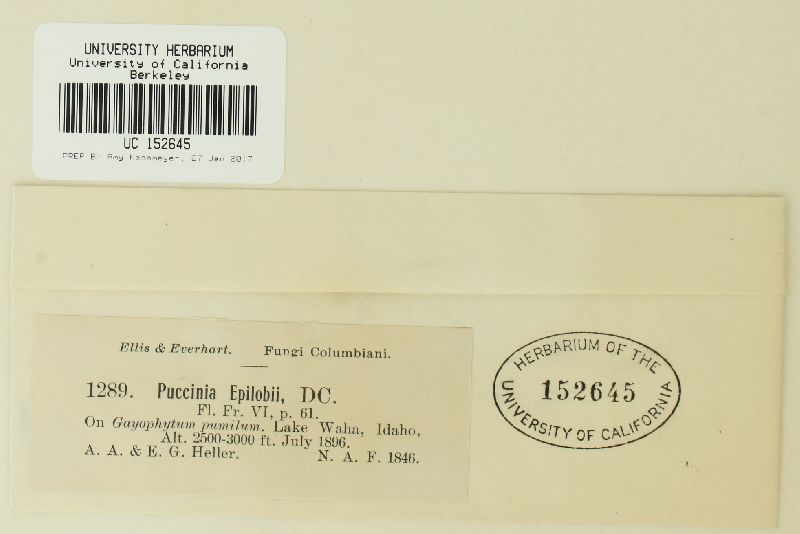 UNIVERSITY HERBARIUM
University of California
Berkeley
UC 152645
PREP BY Amy Kochmeyer, 27 Jan 2017
Ellis & Everhart. Fungi Columbiani.
1289. Puccinia Epilobii, DC.
Fl. Fr. VI, p. 61.
On Gayophytum pumilum. Lake Waha, Idaho,
Alt. 2500-3000 ft. July 1896.
A. A. & E. G. Heller. N. A. F. 1846.
HERBARIUM OF THE
152645
UNIVERSITY OF CALIFORNIA